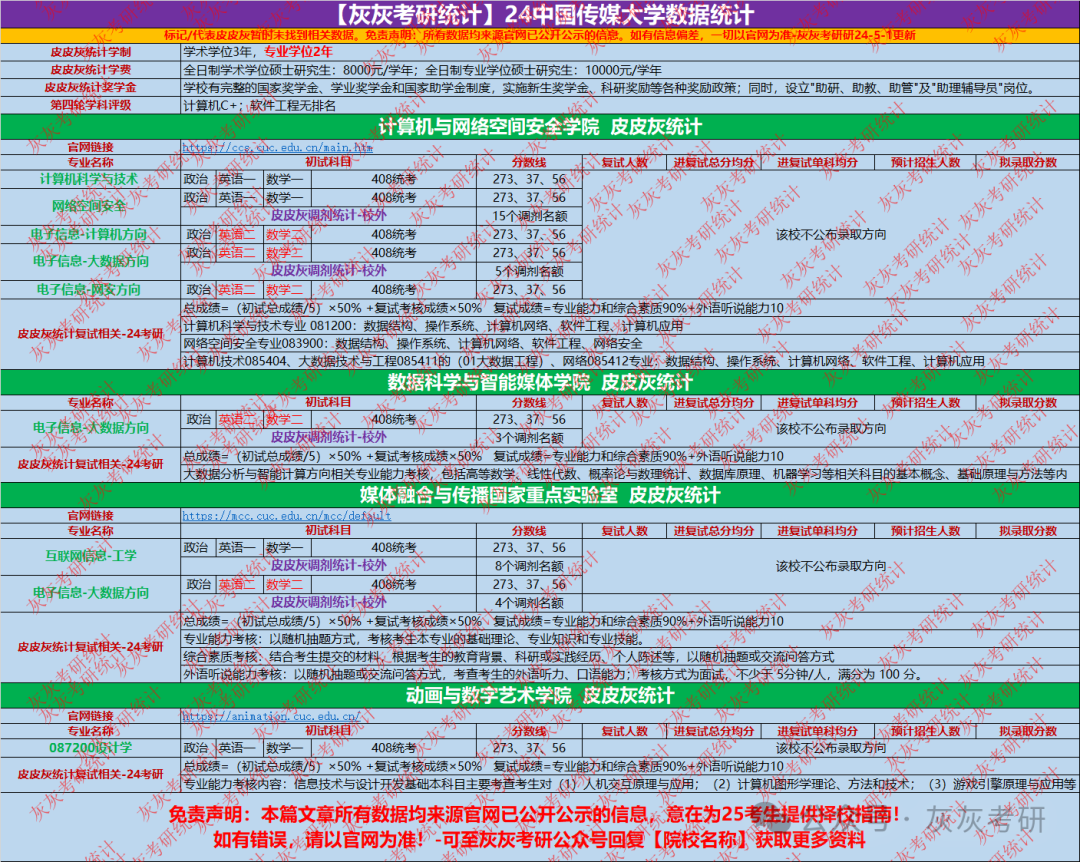 【灰灰考研统计】24中国传媒大学数据统计
标记/代表皮皮灰暂时未找到相关数据。免责声明：所有数据均来源官网已公开公示的信息。如有信息偏差，一切以官网为准-灰灰考研24-5-1更新
皮皮灰统计学制 学术学位3年，专业学位2年
皮皮灰统计学费 全日制学术学位硕士研究生：8000元/学年；全日制专业学位硕士研究生：10000元/学年
皮皮灰统计奖学金 学校有完整的国家奖学金、学业奖学金和国家助学金制度，实施新生奖学金、科研奖励等各种奖励政策；同时，设立"助研、助教、助管"及"助理辅导员"岗位。
第四轮学科评级 计算机C+；软件工程无排名
计算机与网络空间安全学院 皮皮灰统计
官网链接 https://ccs.cuc.edu.cn/main.htm
专业名称 初试科目 分数线 复试人数 进复试总分均分 进复试单科均分 预计招生人数 拟录取分数
计算机科学与技术 政治 英语一 数学一 408统考 273、37、56
网络空间安全 政治 英语一 数学一 408统考 273、37、56
皮皮灰调剂统计-校外 15个调剂名额
电子信息-计算机方向 政治 英语二 数学二 408统考 273、37、56 该校不公布录取方向
电子信息-大数据方向 政治 英语二 数学二 408统考 273、37、56
皮皮灰调剂统计-校外 5个调剂名额
电子信息-网安方向 政治 英语二 数学二 408统考 273、37、56
皮皮灰统计复试相关-24考研 总成绩=（初试总成绩/5）×50% +复试考核成绩×50% 复试成绩=专业能力和综合素质90%+外语听说能力10
计算机科学与技术专业 081200：数据结构、操作系统、计算机网络、软件工程、计算机应用
网络空间安全专业083900：数据结构、操作系统、计算机网络、软件工程、网络安全
计算机技术085404、大数据技术与工程085411的（01大数据工程）、网络085412专业：数据结构、操作系统、计算机网络、软件工程、计算机应用
数据科学与智能媒体学院 皮皮灰统计
专业名称 初试科目 分数线 复试人数 进复试总分均分 进复试单科均分 预计招生人数 拟录取分数
电子信息-大数据方向 政治 英语二 数学二 408统考 273、37、56 该校不公布录取方向
皮皮灰调剂统计-校外 3个调剂名额
皮皮灰统计复试相关-24考研 总成绩=（初试总成绩/5）×50% +复试考核成绩×50% 复试成绩=专业能力和综合素质90%+外语听说能力10
大数据分析与智能计算方向相关专业能力考核，包括高等数学、线性代数、概率论与数理统计、数据库原理、机器学习等相关科目的基本概念、基础原理与方法等内
媒体融合与传播国家重点实验室 皮皮灰统计
官网链接 https://mcc.cuc.edu.cn/mcc/default
专业名称 初试科目 分数线 复试人数 进复试总分均分 进复试单科均分 预计招生人数 拟录取分数
互联网信息-工学 政治 英语一 数学一 408统考 273、37、56 该校不公布录取方向
皮皮灰调剂统计-校外 8个调剂名额
电子信息-大数据方向 政治 英语二 数学二 408统考 273、37、56
皮皮灰调剂统计-校外 4个调剂名额
皮皮灰统计复试相关-24考研 总成绩=（初试总成绩/5）×50% +复试考核成绩×50% 复试成绩=专业能力和综合素质90%+外语听说能力10
专业能力考核：以随机抽题方式，考核考生本专业的基础理论、专业知识和专业技能。
综合素质考核：结合考生提交的材料，根据考生的教育背景、科研或实践经历、个人陈述等，以随机抽题或交流问答方式
外语听说能力考核：以随机抽题或交流问答方式，考查考生的外语听力、口语能力；考核方式为面试，不少于 5分钟/人，满分为 100 分。
动画与数字艺术学院 皮皮灰统计
官网链接 https://animation.cuc.edu.cn/
专业名称 初试科目 分数线 复试人数 进复试总分均分 进复试单科均分 预计招生人数 拟录取分数
087200设计学 政治 英语一 数学一 408统考 273、37、56 该校不公布录取方向
皮皮灰统计复试相关-24考研 总成绩=（初试总成绩/5）×50% +复试考核成绩×50% 复试成绩=专业能力和综合素质90%+外语听说能力10
专业能力考核内容：信息技术与设计开发基础本科目主要考查考生对（1）人机交互原理与应用；（2）计算机图形学理论、方法和技术；（3）游戏引擎原理与应用等
免责声明：本篇文章所有数据均来源官网已公开公示的信息，意在为25考生提供择校指南！
如有错误，请以官网为准！-可至灰灰考研公众号回复【院校名称】获取更多资料
公众号·灰灰考研